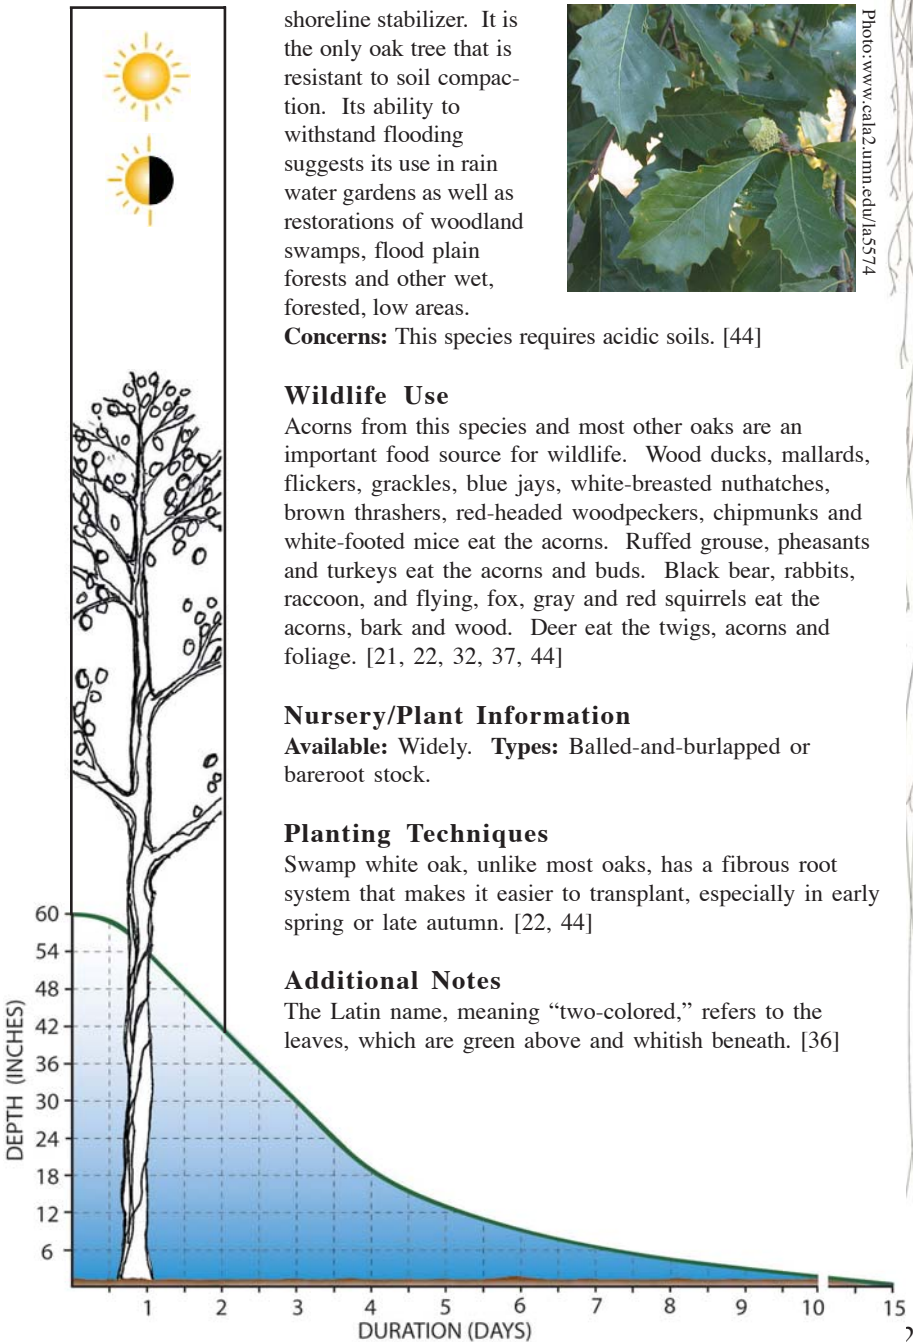 shoreline stabilizer. It is
the only oak tree that is
resistant to soil compac-
tion. Its ability to
withstand flooding
suggests its use in rain
water gardens as well as
restorations of woodland
swamps, flood plain
forests and other wet,
forested, low areas.
Photo:www.cala2.umn.edu/la5574
Concerns: This species requires acidic soils. [44]
Wildlife Use
Acorns from this species and most other oaks are an
important food source for wildlife. Wood ducks, mallards,
flickers, grackles, blue jays, white-breasted nuthatches,
brown thrashers, red-headed woodpeckers, chipmunks and
white-footed mice eat the acorns. Ruffed grouse, pheasants
and turkeys eat the acorns and buds. Black bear, rabbits,
raccoon, and flying, fox, gray and red squirrels eat the
acorns, bark and wood. Deer eat the twigs, acorns and
foliage. [21, 22, 32, 37, 44]
Nursery/Plant Information
Available: Widely. Types: Balled-and-burlapped or
bareroot stock.
Planting Techniques
Swamp white oak, unlike most oaks, has a fibrous root
system that makes it easier to transplant, especially in early
spring or late autumn. [22, 44]
Additional Notes
The Latin name, meaning “two-colored,” refers to the
leaves, which are green above and whitish beneath. [36]
DEPTH (INCHES)
60
54
48
42
36
30
24
18
12
6
1 2 3 4 5 6 7 8 9 10 15
DURATION (DAYS)